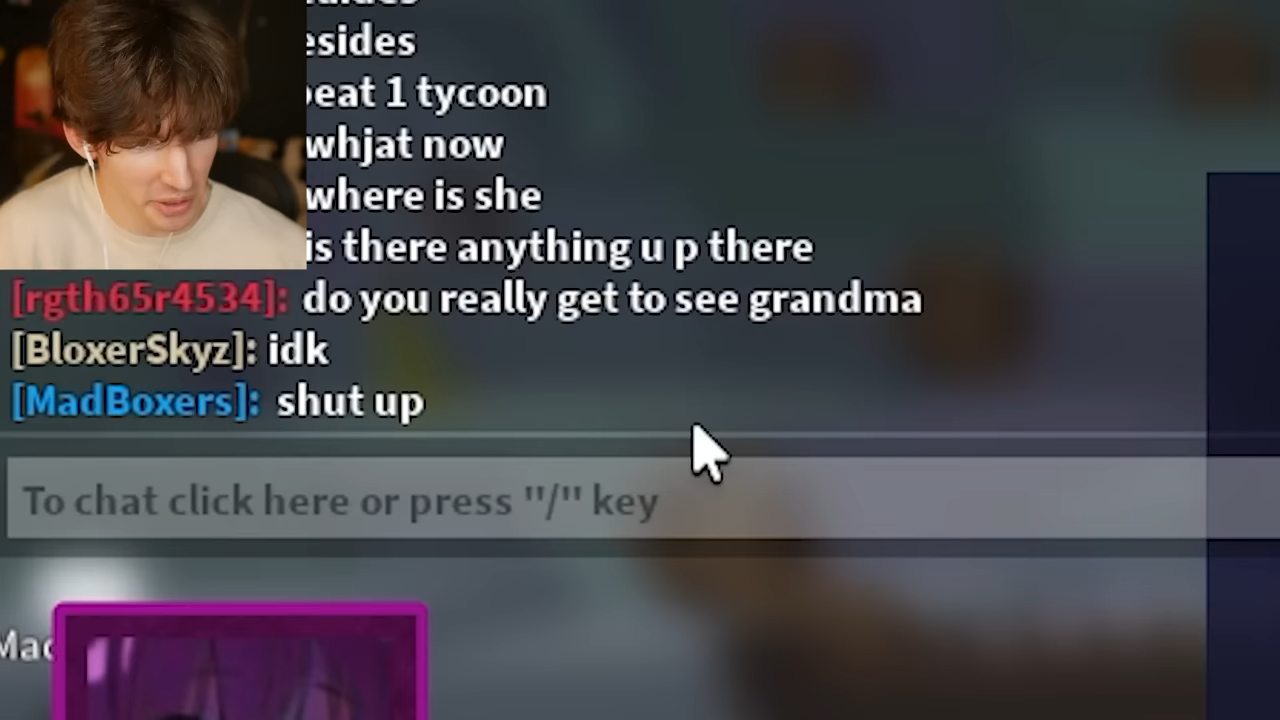 esides
eat 1 tycoon
whjat now
where is she
is there anything u p there
[rgth65r4534]: do you really get to see grandma
[BloxerSkyz]: idk
[MadBoxers]: shut up
To chat click here or press "/" key
Mad